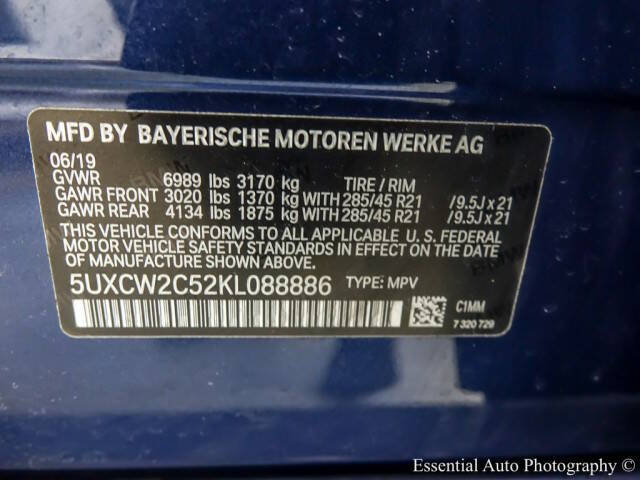 MFD BY BAYERISCHE MOTOREN WERKE AG
06/19
GVWR 6989 lbs 3170 kg TIRE / RIM
GAWR FRONT 3020 lbs 1370 kg WITH 285/45 R21 /9.5J x 21
GAWR REAR 4134 lbs 1875 kg WITH 285/45 R21 /9.5J x 21
THIS VEHICLE CONFORMS TO ALL APPLICABLE U. S. FEDERAL
MOTOR VEHICLE SAFETY STANDARDS IN EFFECT ON THE DATE OF
MANUFACTURE SHOWN ABOVE.
5UXCW2C52KL088886 TYPE: MPV
C1MM
7 320 729
Essential Auto Photography ©